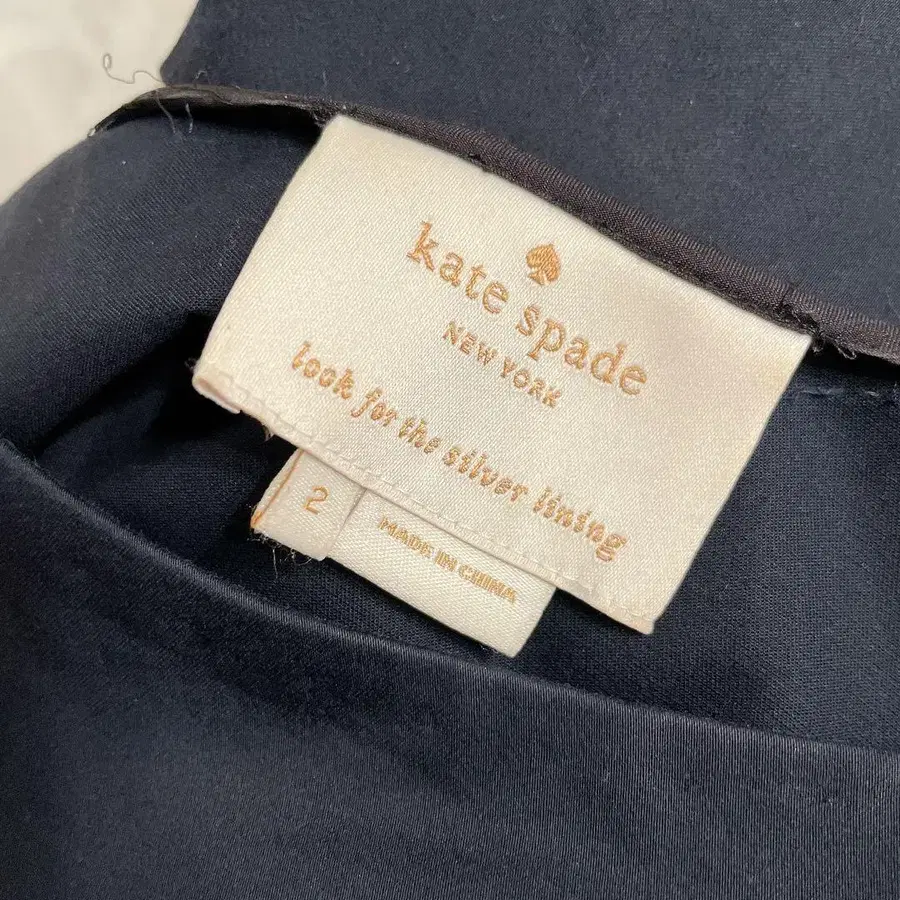 kate spade
NEW YORK
look for the silver lining
2
MADE IN CHINA